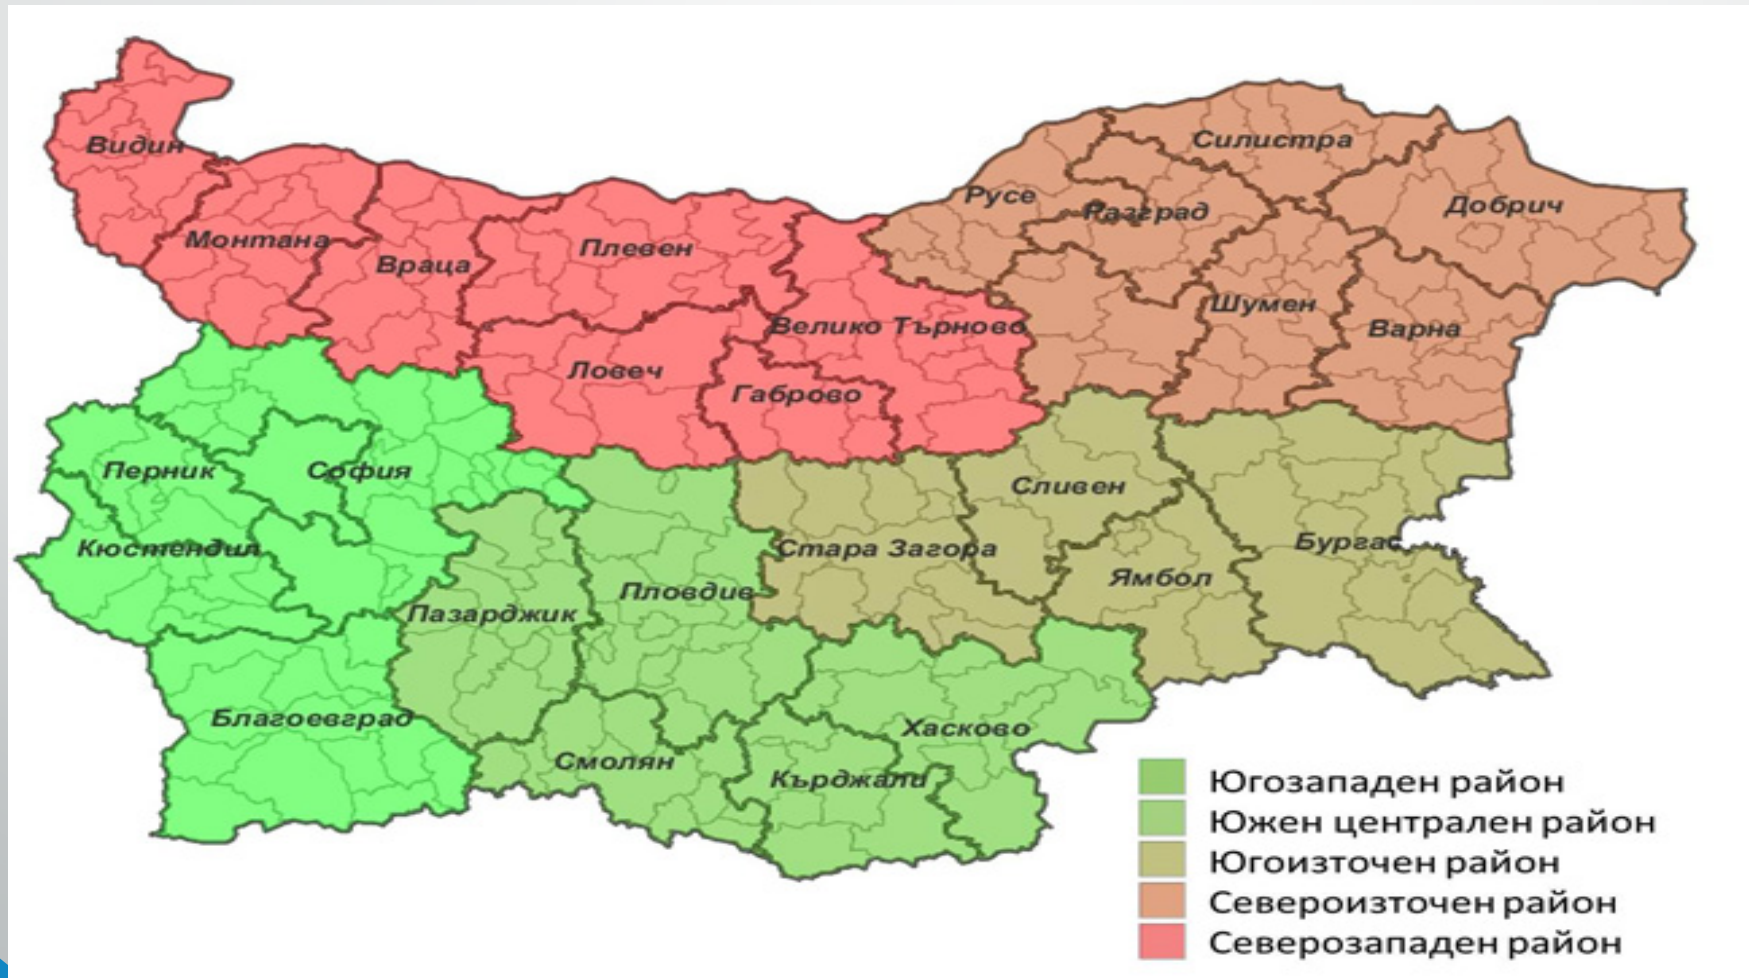 Видин
Силистра
Русе
Разград
Добрич
Монтана
Плевен
Враца
Шумен
Велико Търново
Варна
Ловеч
Габрово
Перник
София
Сливен
Кюстендил
Стара Загора
Бургас
Ямбол
Пловдив
Пазарджик
Благоевград
Хасково
Смолян
Кърджали
Югозападен район
Южен централен район
Югоизточен район
Североизточен район
Северозападен район